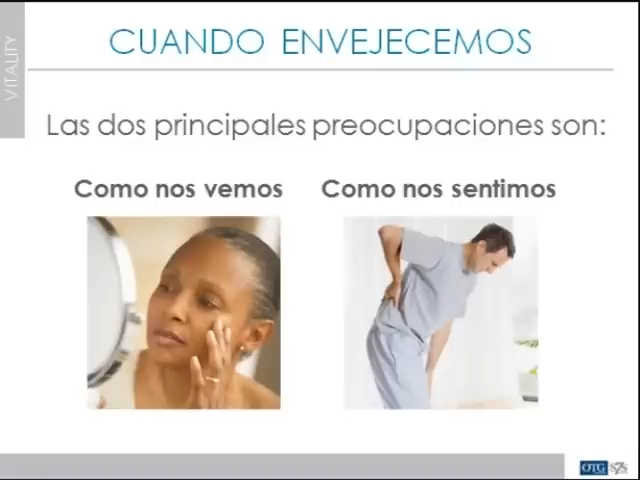 VITALITY
CUANDO ENVEJECEMOS
Las dos principales preocupaciones son:
Como nos vemos
Como nos sentimos
OTG